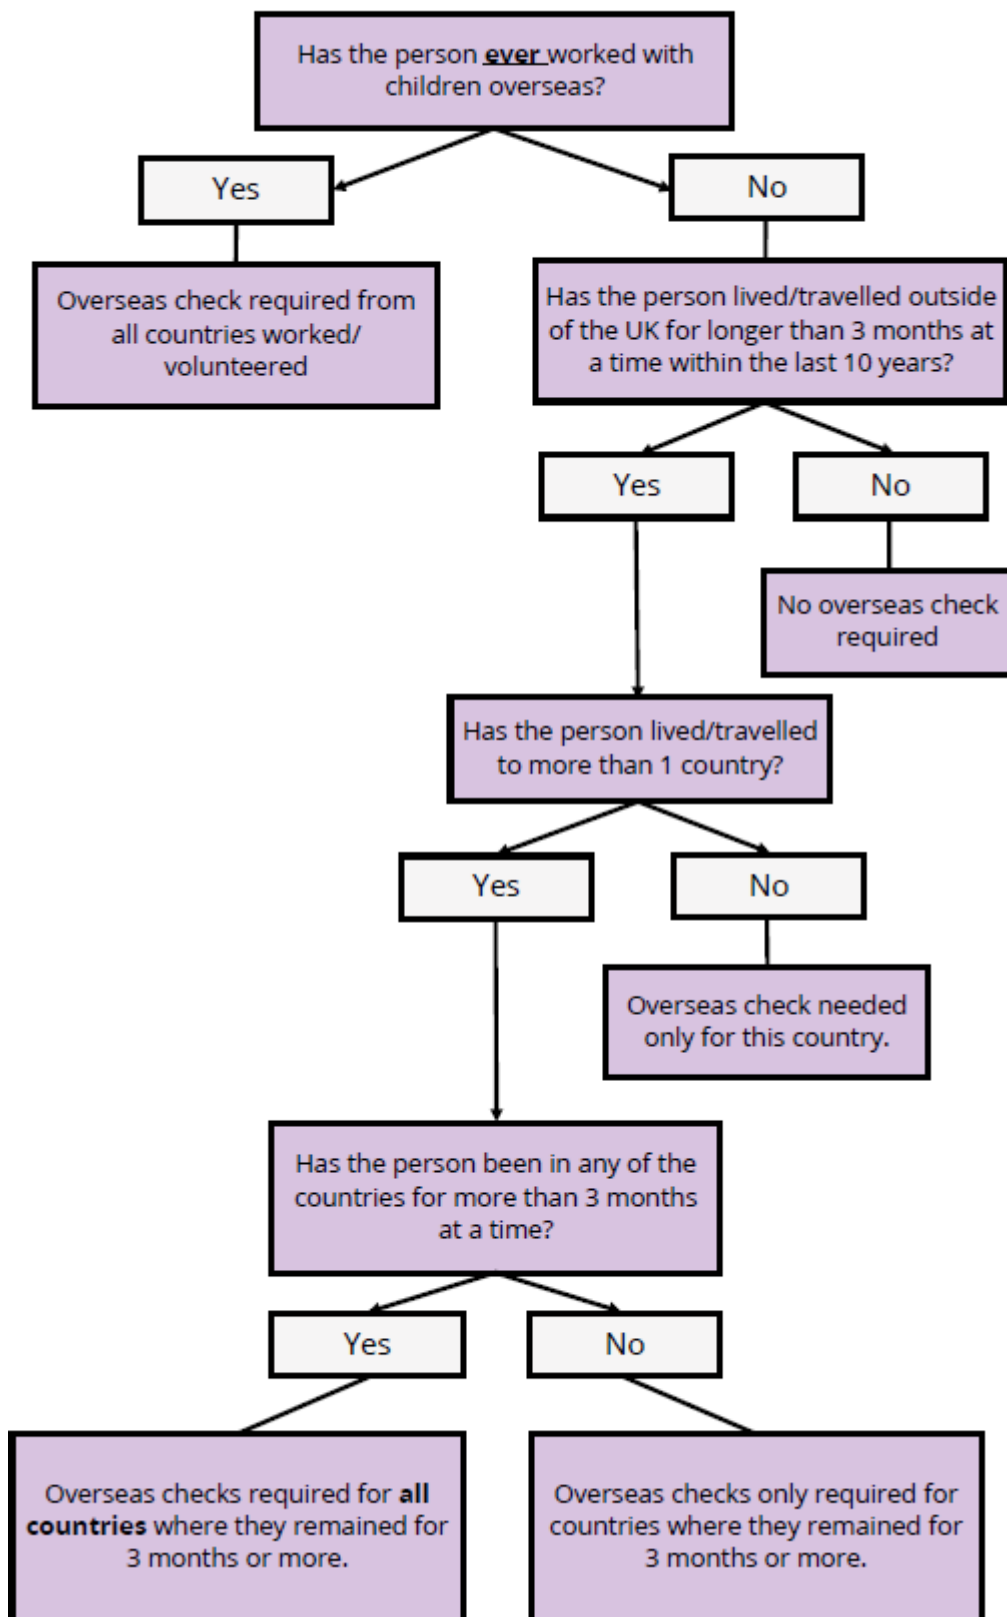 Has the person ever worked with
children overseas?
Yes
No
Overseas check required from
all countries worked/
volunteered
Has the person lived/travelled outside
of the UK for longer than 3 months at
a time within the last 10 years?
Yes
No
No overseas check
required
Has the person lived/travelled
to more than 1 country?
Yes
No
Overseas check needed
only for this country.
Has the person been in any of the
countries for more than 3 months
at a time?
Yes
No
Overseas checks required for all
countries where they remained for
3 months or more.
Overseas checks only required for
countries where they remained for
3 months or more.